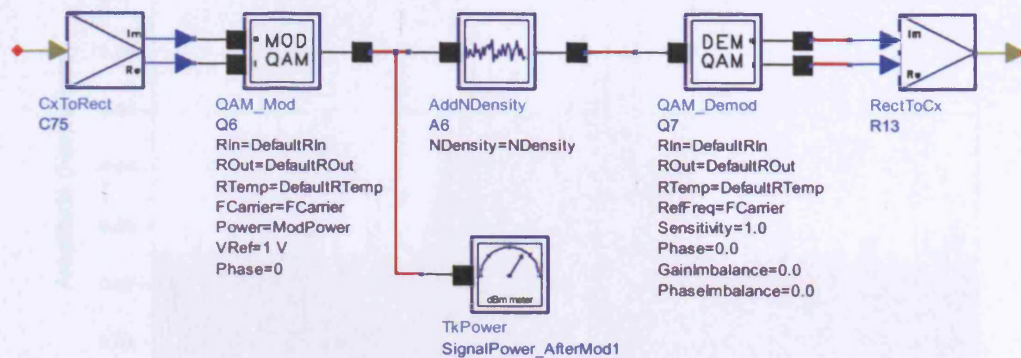 Im
Re
CxToRect
C75
MOD
QAM
QAM_Mod
Q6
RIn=DefaultRIn
ROut=DefaultROut
RTemp=DefaultRTemp
FCarrier=FCarrier
Power=ModPower
VRef=1 V
Phase=0
AddNDensity
A6
NDensity=NDensity
dBm meter
TkPower
SignalPower_AfterMod1
DEM
QAM
QAM_Demod
Q7
RIn=DefaultRIn
ROut=DefaultROut
RTemp=DefaultRTemp
RefFreq=FCarrier
Sensitivity=1.0
Phase=0.0
GainImbalance=0.0
PhaseImbalance=0.0
Im
Re
RectToCx
R13